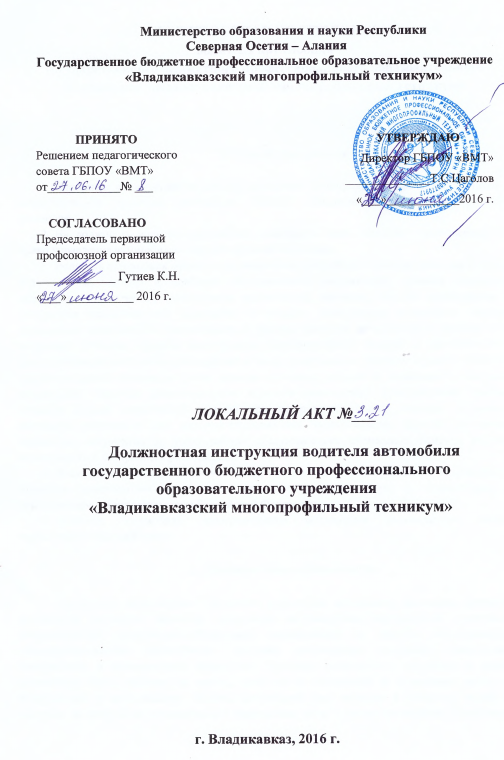 Министерство образования и науки Республики
Северная Осетия – Алания
Государственное бюджетное профессиональное образовательное учреждение
«Владикавказский многопрофильный техникум»
ПРИНЯТО
Решением педагогического
совета ГБПОУ «ВМТ»
от 27.06.16 № 8
УТВЕРЖДАЮ
Директор ГБПОУ «ВМТ»
Г.С.Цаголов
«27» июня 2016 г.
СОГЛАСОВАНО
Председатель первичной
профсоюзной организации
Гутиев К.Н.
«27» июня 2016 г.
ЛОКАЛЬНЫЙ АКТ № 3.21
Должностная инструкция водителя автомобиля
государственного бюджетного профессионального
образовательного учреждения
«Владикавказский многопрофильный техникум»
г. Владикавказ, 2016 г.